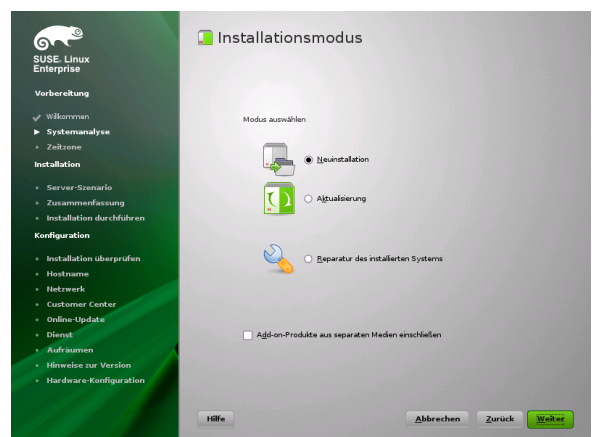 SUSE. Linux
Enterprise
Vorbereitung
Wilkommen
Systemanalyse
Zeitzone
Installation
Server-Szenario
Zusammenfassung
Installation durchführen
Konfiguration
Installation überprüfen
Hostname
Netzwerk
Customer Center
Online-Update
Dienst
Aufräumen
Hinweise zur Version
Hardware-Konfiguration
Installationsmodus
Modus auswählen
Neuinstallation
Aktualisierung
Reparatur des installierten Systems
Add-on-Produkte aus separaten Medien einschließen
Hilfe
Abbrechen
Zurück
Weiter